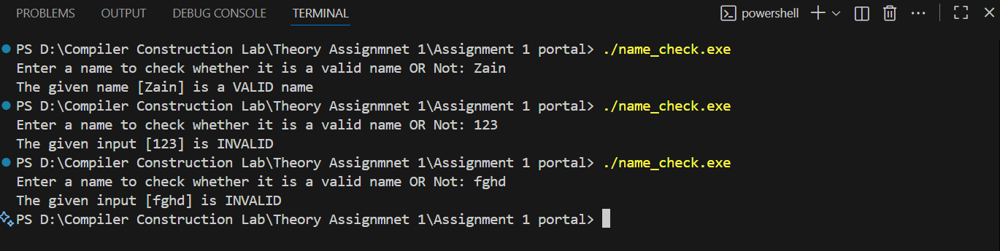 PROBLEMS OUTPUT DEBUG CONSOLE TERMINAL powershell
PS D:\Compiler Construction Lab\Theory Assignmnet 1\Assignment 1 portal> ./name_check.exe
Enter a name to check whether it is a valid name OR Not: Zain
The given name [Zain] is a VALID name
PS D:\Compiler Construction Lab\Theory Assignmnet 1\Assignment 1 portal> ./name_check.exe
Enter a name to check whether it is a valid name OR Not: 123
The given input [123] is INVALID
PS D:\Compiler Construction Lab\Theory Assignmnet 1\Assignment 1 portal> ./name_check.exe
Enter a name to check whether it is a valid name OR Not: fghd
The given input [fghd] is INVALID
PS D:\Compiler Construction Lab\Theory Assignmnet 1\Assignment 1 portal>